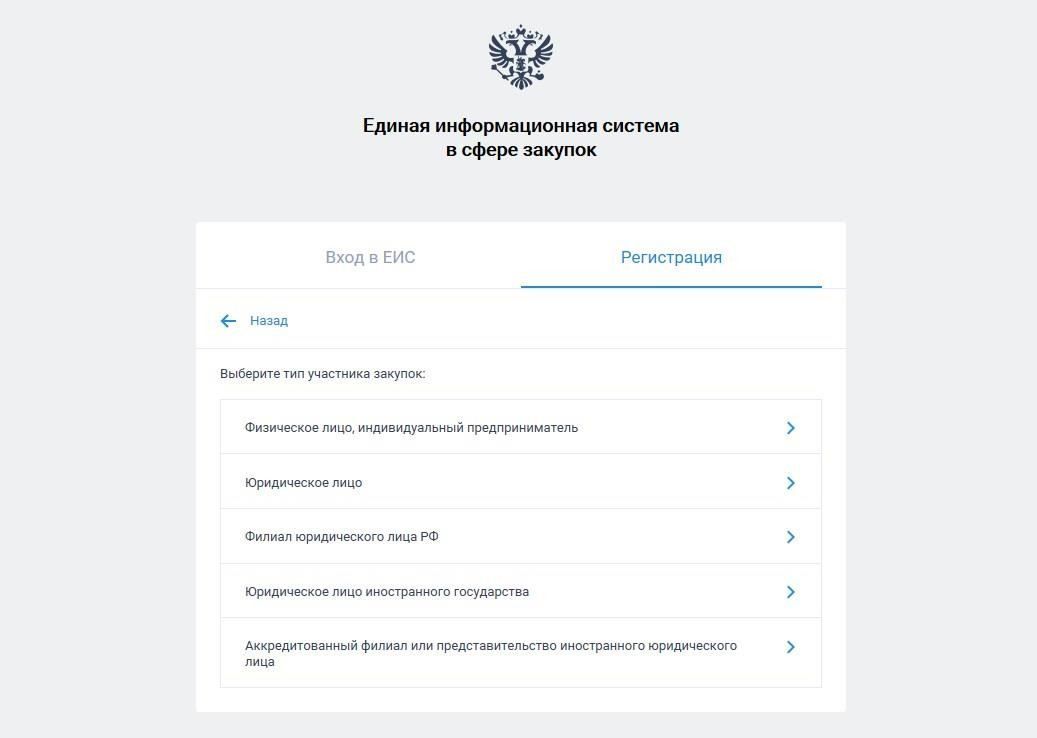 Единая информационная система
в сфере закупок
Вход в ЕИС
Регистрация
Назад
Выберите тип участника закупок:
Физическое лицо, индивидуальный предприниматель
Юридическое лицо
Филиал юридического лица РФ
Юридическое лицо иностранного государства
Аккредитованный филиал или представительство иностранного юридического
лица